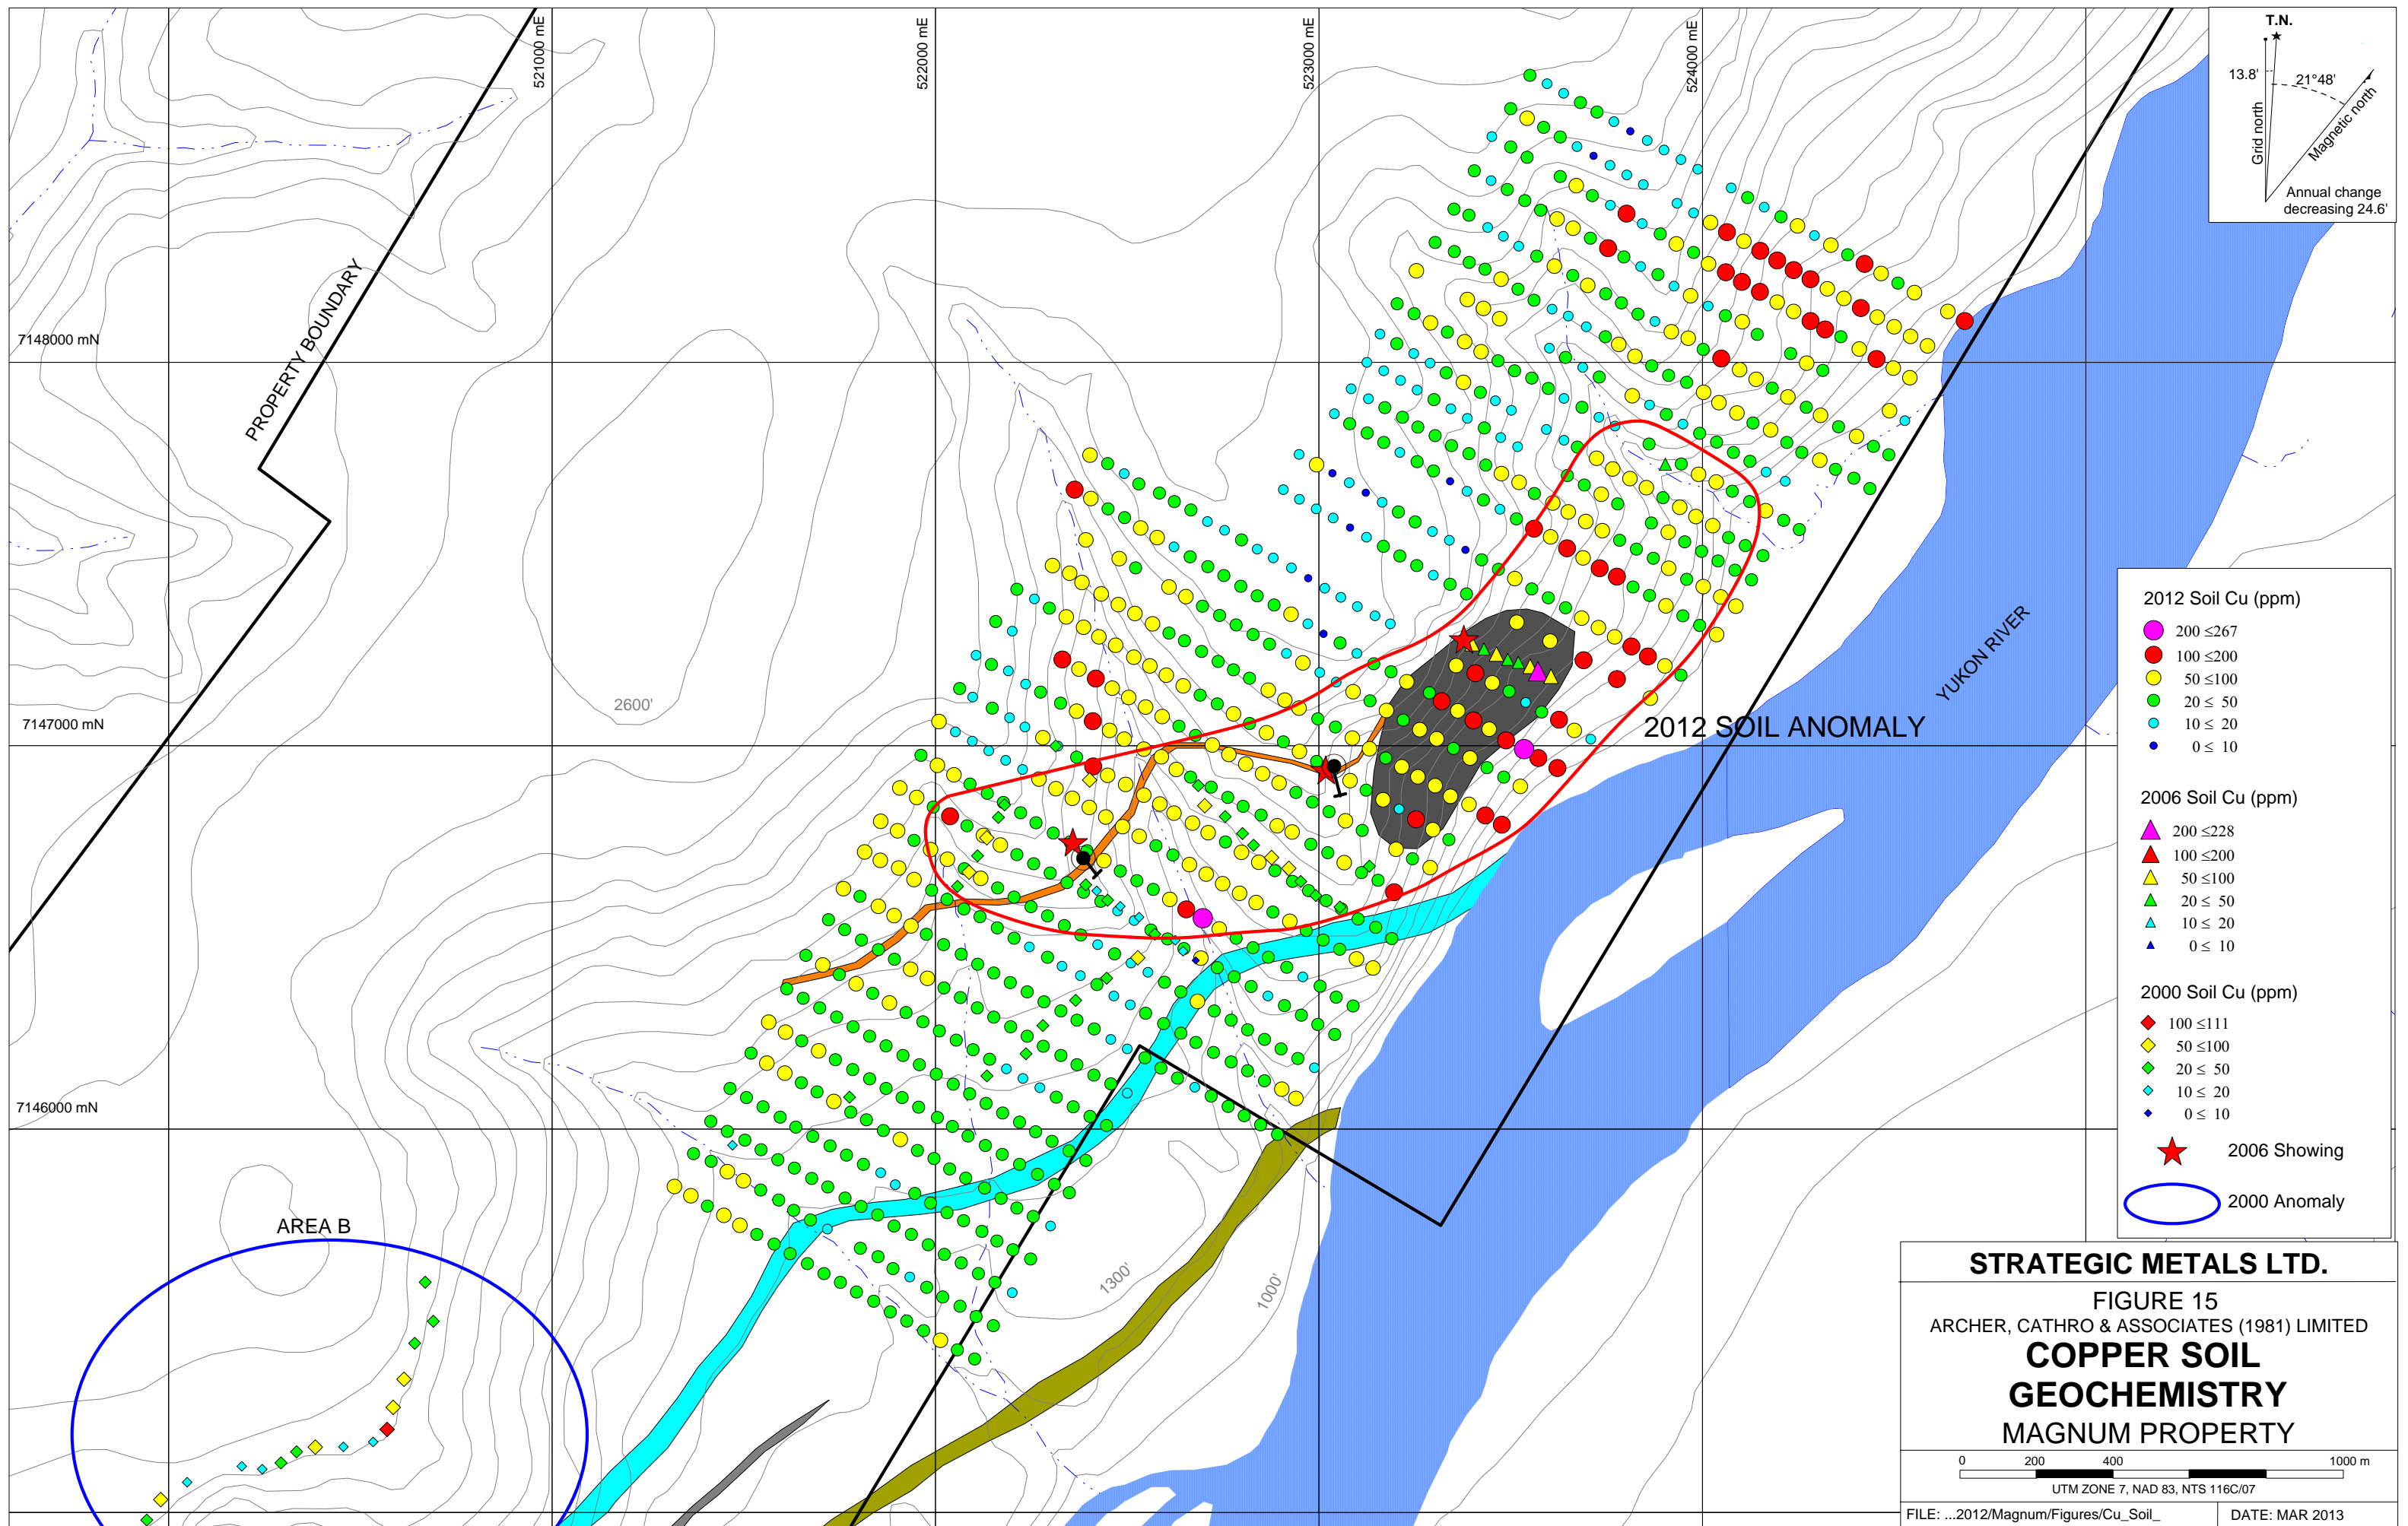 521000 mE
522000 mE
523000 mE
524000 mE
T.N.
13.8'
21°48'
Grid north
Magnetic north
Annual change
decreasing 24.6'
PROPERTY BOUNDARY
7148000 mN
2600'
7147000 mN
2012 SOIL ANOMALY
YUKON RIVER
7146000 mN
AREA B
1300'
1000'
2012 Soil Cu (ppm)
200 ≤267
100 ≤200
50 ≤100
20 ≤ 50
10 ≤ 20
0 ≤ 10
2006 Soil Cu (ppm)
200 ≤228
100 ≤200
50 ≤100
20 ≤ 50
10 ≤ 20
0 ≤ 10
2000 Soil Cu (ppm)
100 ≤111
50 ≤100
20 ≤ 50
10 ≤ 20
0 ≤ 10
2006 Showing
2000 Anomaly
STRATEGIC METALS LTD.
FIGURE 15
ARCHER, CATHRO & ASSOCIATES (1981) LIMITED
COPPER SOIL
GEOCHEMISTRY
MAGNUM PROPERTY
0 200 400 1000 m
UTM ZONE 7, NAD 83, NTS 116C/07
FILE: ...2012/Magnum/Figures/Cu_Soil_
DATE: MAR 2013